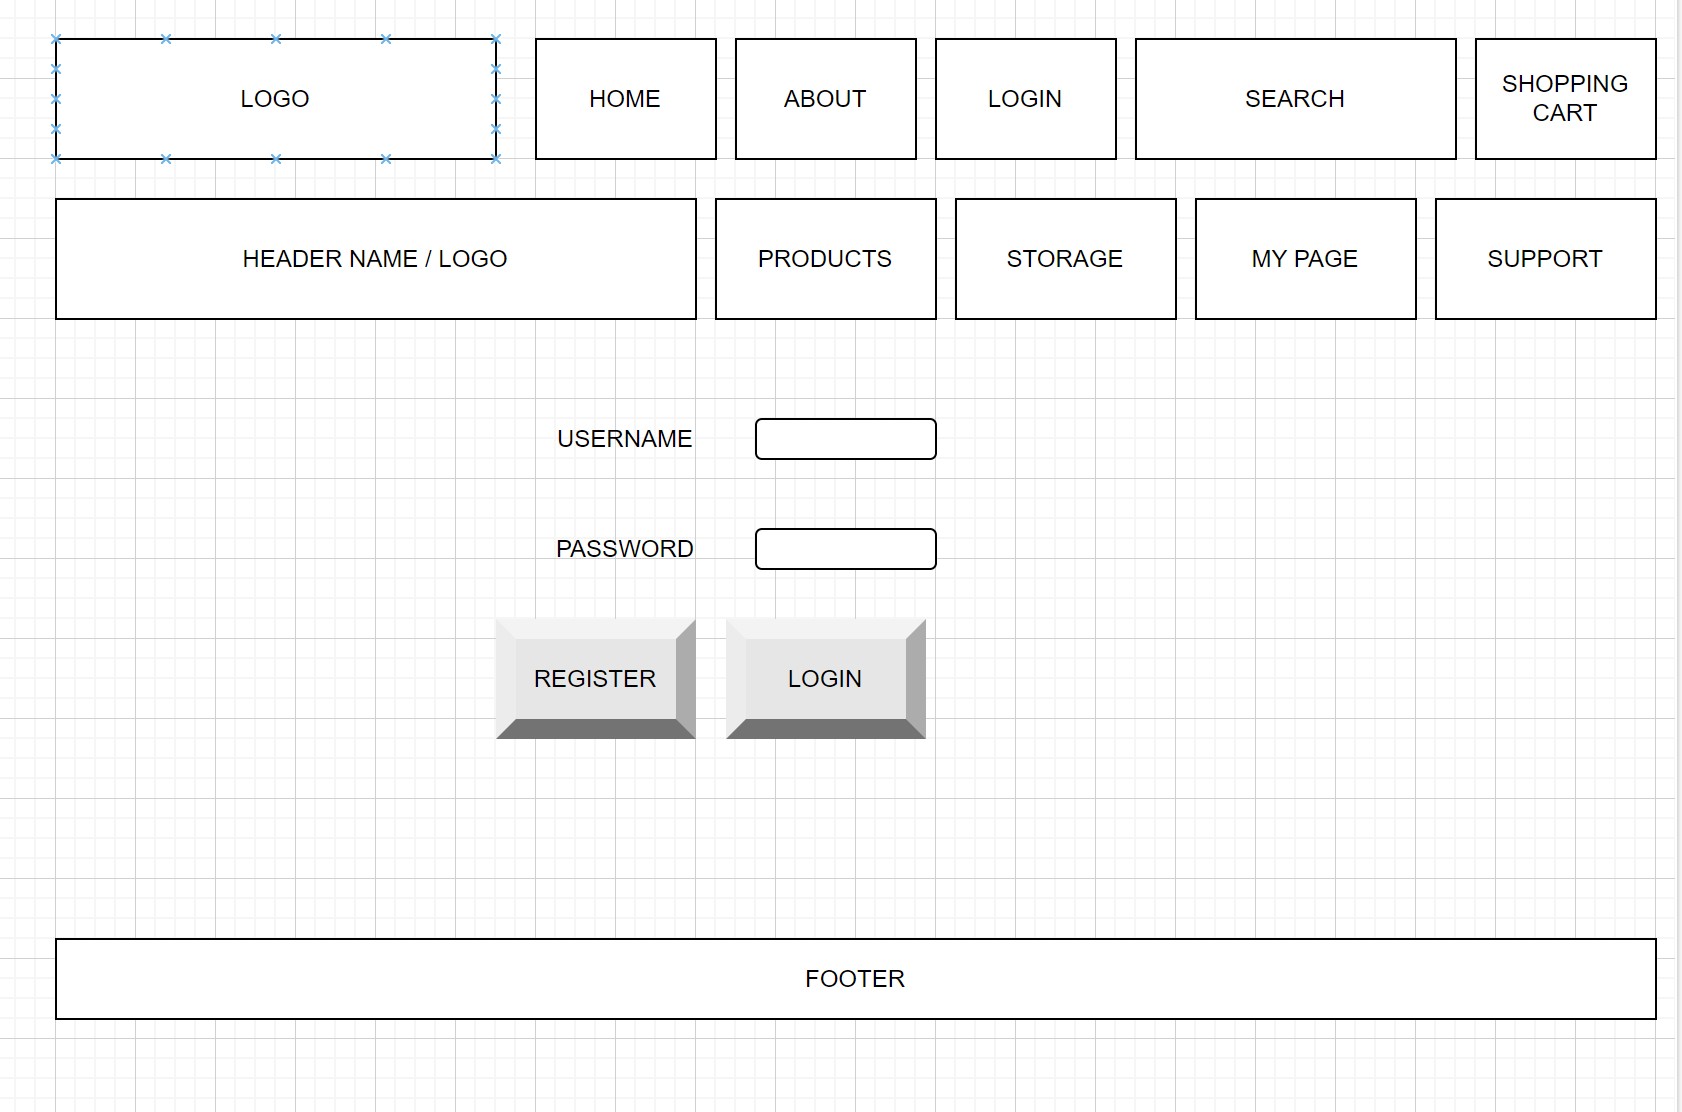 LOGO
HOME
ABOUT
LOGIN
SEARCH
SHOPPING
CART
HEADER NAME / LOGO
PRODUCTS
STORAGE
MY PAGE
SUPPORT
USERNAME
PASSWORD
REGISTER
LOGIN
FOOTER